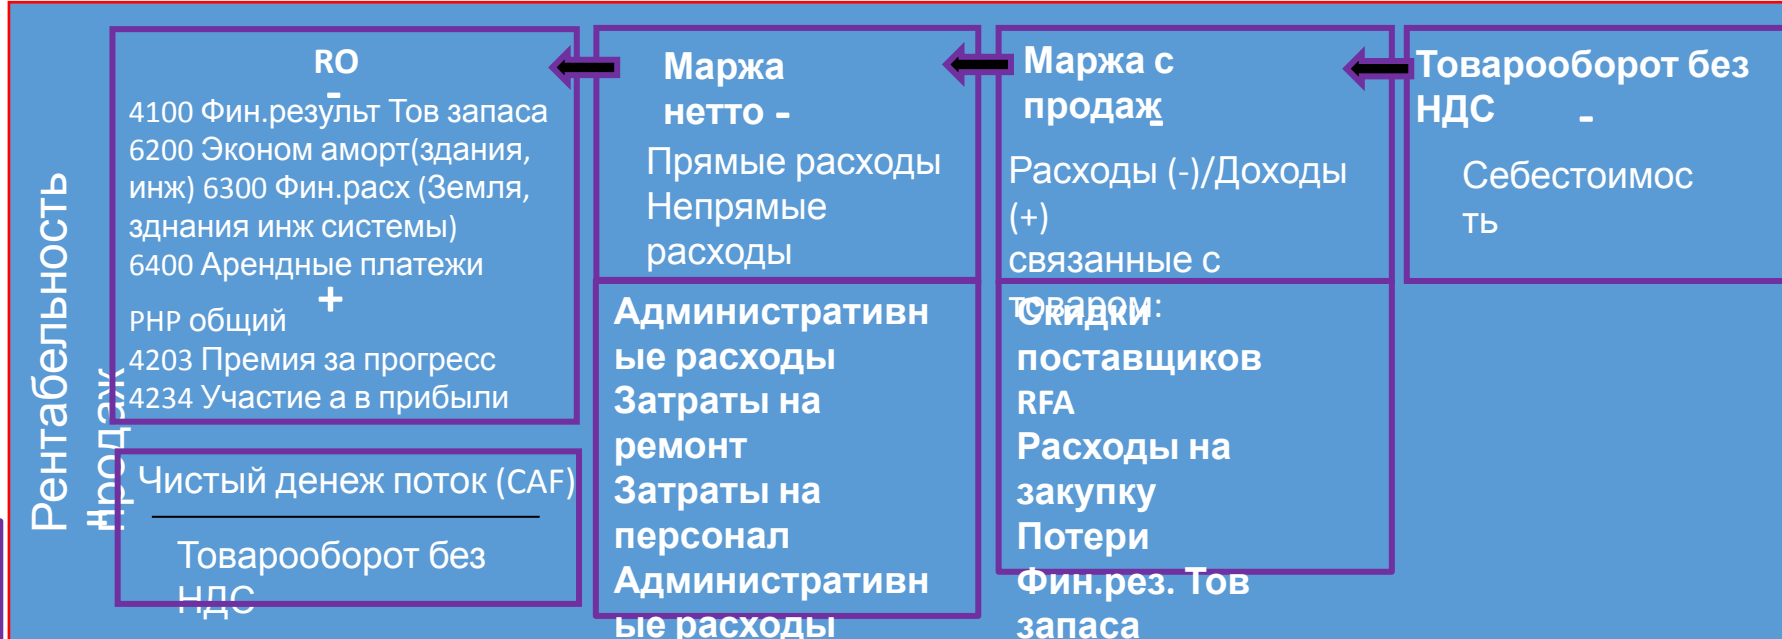 Рентабельность
продаж
=
RO
-
4100 Фин.результ Тов запаса
6200 Эконом аморт(здания,
инж) 6300 Фин.расх (Земля,
зднания инж системы)
6400 Арендные платежи
+
PHP общий
4203 Премия за прогресс
4234 Участие а в прибыли
Чистый денеж поток (CAF)
Товарооборот без
НДС
Маржа
нетто -
Прямые расходы
Непрямые
расходы
Административн
ые расходы
Затраты на
ремонт
Затраты на
персонал
Административн
ые расходы
Маржа с
продаж
-
Расходы (-)/Доходы
(+)
связанные с
товаром:
Скидки
поставщиков
RFA
Расходы на
закупку
Потери
Фин.рез. Тов
запаса
Товарооборот без
НДС -
Себестоимос
ть